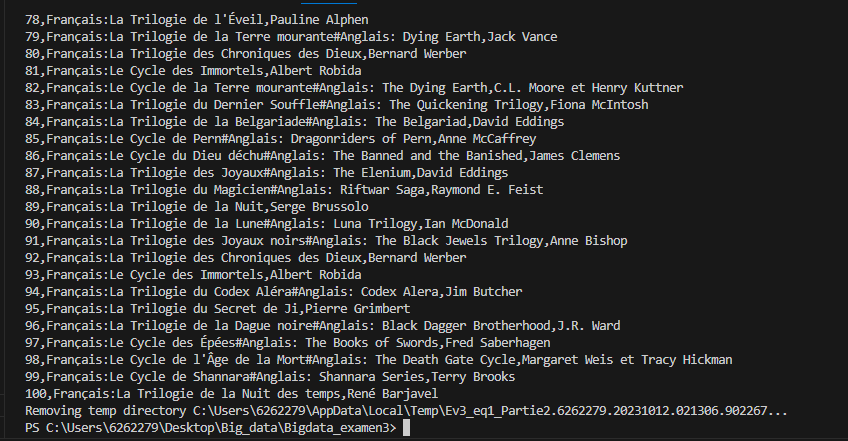 78,Français:La Trilogie de l'Éveil,Pauline Alphen
79,Français:La Trilogie de la Terre mourante#Anglais: Dying Earth,Jack Vance
80,Français:La Trilogie des Chroniques des Dieux,Bernard Werber
81,Français:Le Cycle des Immortels,Albert Robida
82,Français:Le Cycle de la Terre mourante#Anglais: The Dying Earth,C.L. Moore et Henry Kuttner
83,Français:La Trilogie du Dernier Souffle#Anglais: The Quickening Trilogy,Fiona McIntosh
84,Français:La Trilogie de la Belgariade#Anglais: The Belgariad,David Eddings
85,Français:Le Cycle de Pern#Anglais: Dragonriders of Pern,Anne McCaffrey
86,Français:Le Cycle du Dieu déchu#Anglais: The Banned and the Banished,James Clemens
87,Français:La Trilogie des Joyaux#Anglais: The Elenium,David Eddings
88,Français:La Trilogie du Magicien#Anglais: Riftwar Saga,Raymond E. Feist
89,Français:La Trilogie de la Nuit,Serge Brussolo
90,Français:La Trilogie de la Lune#Anglais: Luna Trilogy,Ian McDonald
91,Français:La Trilogie des Joyaux noirs#Anglais: The Black Jewels Trilogy,Anne Bishop
92,Français:La Trilogie des Chroniques des Dieux,Bernard Werber
93,Français:Le Cycle des Immortels,Albert Robida
94,Français:La Trilogie du Codex Aléra#Anglais: Codex Alera,Jim Butcher
95,Français:La Trilogie du Secret de Ji,Pierre Grimbert
96,Français:La Trilogie de la Dague noire#Anglais: Black Dagger Brotherhood,J.R. Ward
97,Français:Le Cycle des Épées#Anglais: The Books of Swords,Fred Saberhagen
98,Français:Le Cycle de l'Âge de la Mort#Anglais: The Death Gate Cycle,Margaret Weis et Tracy Hickman
99,Français:Le Cycle de Shannara#Anglais: Shannara Series,Terry Brooks
100,Français:La Trilogie de la Nuit des temps,René Barjavel
Removing temp directory C:\Users\6262279\AppData\Local\Temp\Ev3_eq1_Partie2.6262279.20231012.021306.902267...
PS C:\Users\6262279\Desktop\Big_data\Bigdata_examen3>